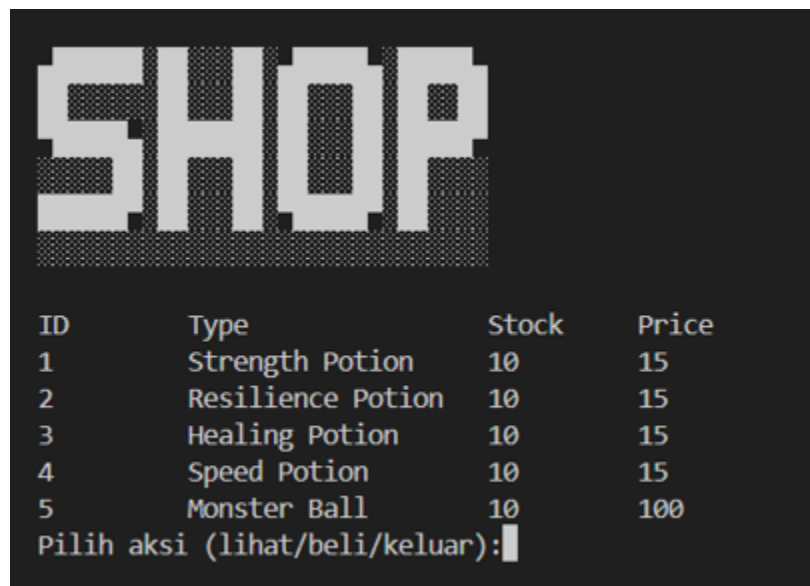 SHOP
ID Type Stock Price
1 Strength Potion 10 15
2 Resilience Potion 10 15
3 Healing Potion 10 15
4 Speed Potion 10 15
5 Monster Ball 10 100
Pilih aksi (lihat/beli/keluar):